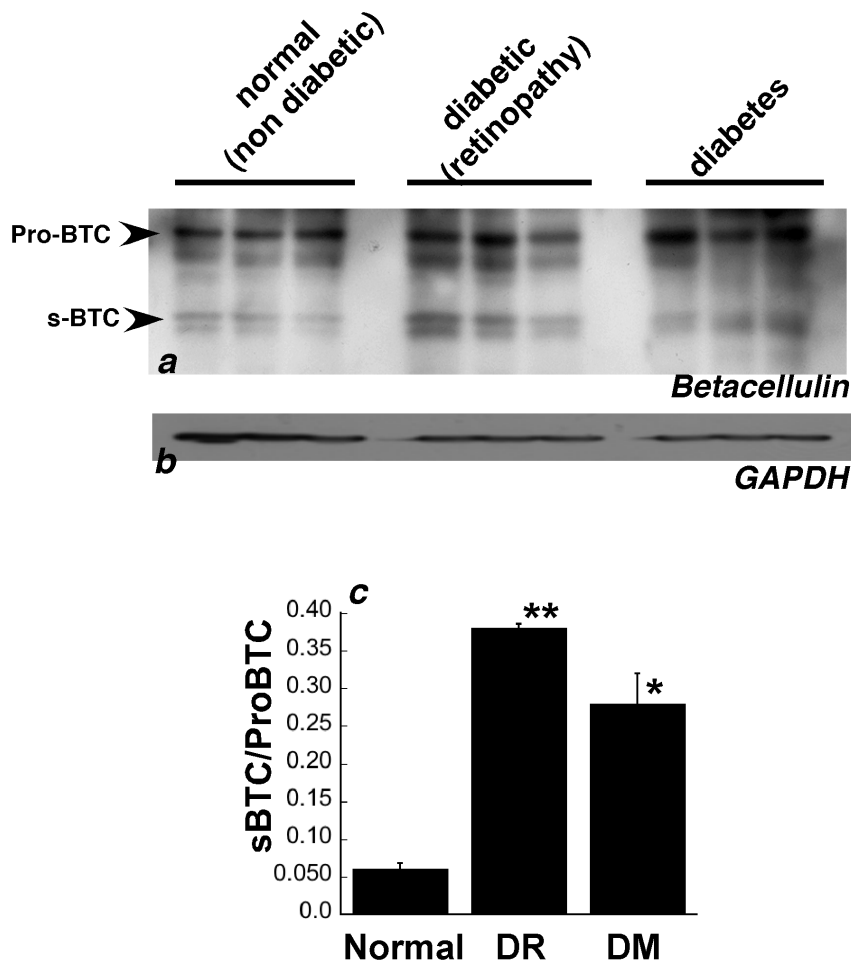 normal
(non diabetic)
diabetic
(retinopathy)
diabetes
Pro-BTC
s-BTC
a
Betacellulin
b
GAPDH
c
sBTC/ProBTC
0.40
0.35
0.30
0.25
0.20
0.15
0.10
0.050
0.0
**
*
Normal DR DM